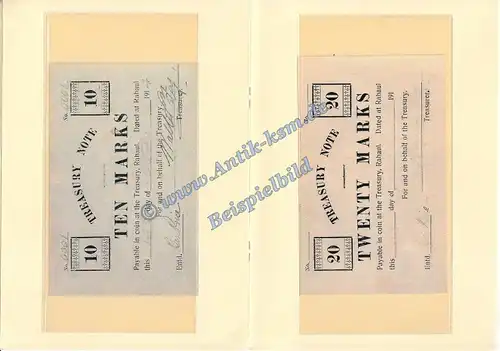 No.
10
10
TREASURY NOTE
TEN MARKS
Payable in coin at the Treasury, Rabaul. Dated at Rabaul
this day of 191
For and on behalf of the Treasury.
Entd. Treasurer.
No.
20
20
TREASURY NOTE
TWENTY MARKS
Payable in coin at the Treasury, Rabaul. Dated at Rabaul
this day of 191
For and on behalf of the Treasury.
Entd. Treasurer.
©www.Antik-ksm.de
Beispielbild